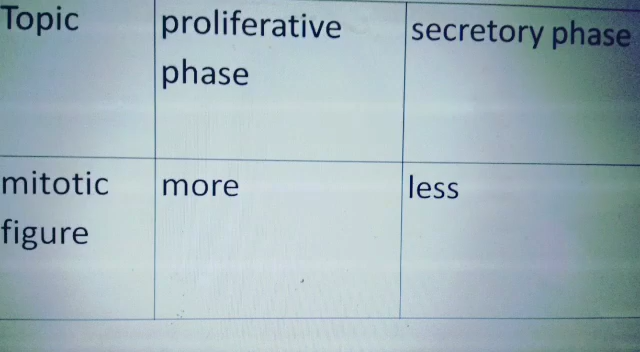 Topic
proliferative
phase
secretory phase
mitotic
figure
more
less